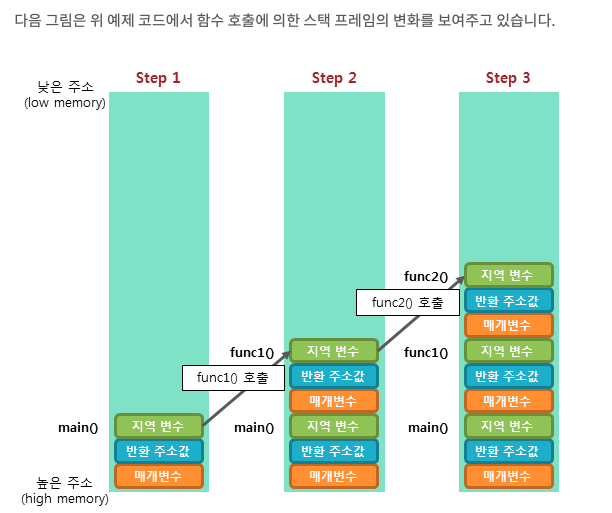 다음 그림은 위 예제 코드에서 함수 호출에 의한 스택 프레임의 변화를 보여주고 있습니다.
Step 1
Step 2
Step 3
낮은 주소
(low memory)
func2()
지역 변수
func2() 호출
반환 주소값
매개변수
func1()
지역 변수
func1()
지역 변수
func1() 호출
반환 주소값
반환 주소값
매개변수
매개변수
main()
지역 변수
main()
지역 변수
main()
지역 변수
반환 주소값
반환 주소값
반환 주소값
높은 주소
(high memory)
매개변수
매개변수
매개변수